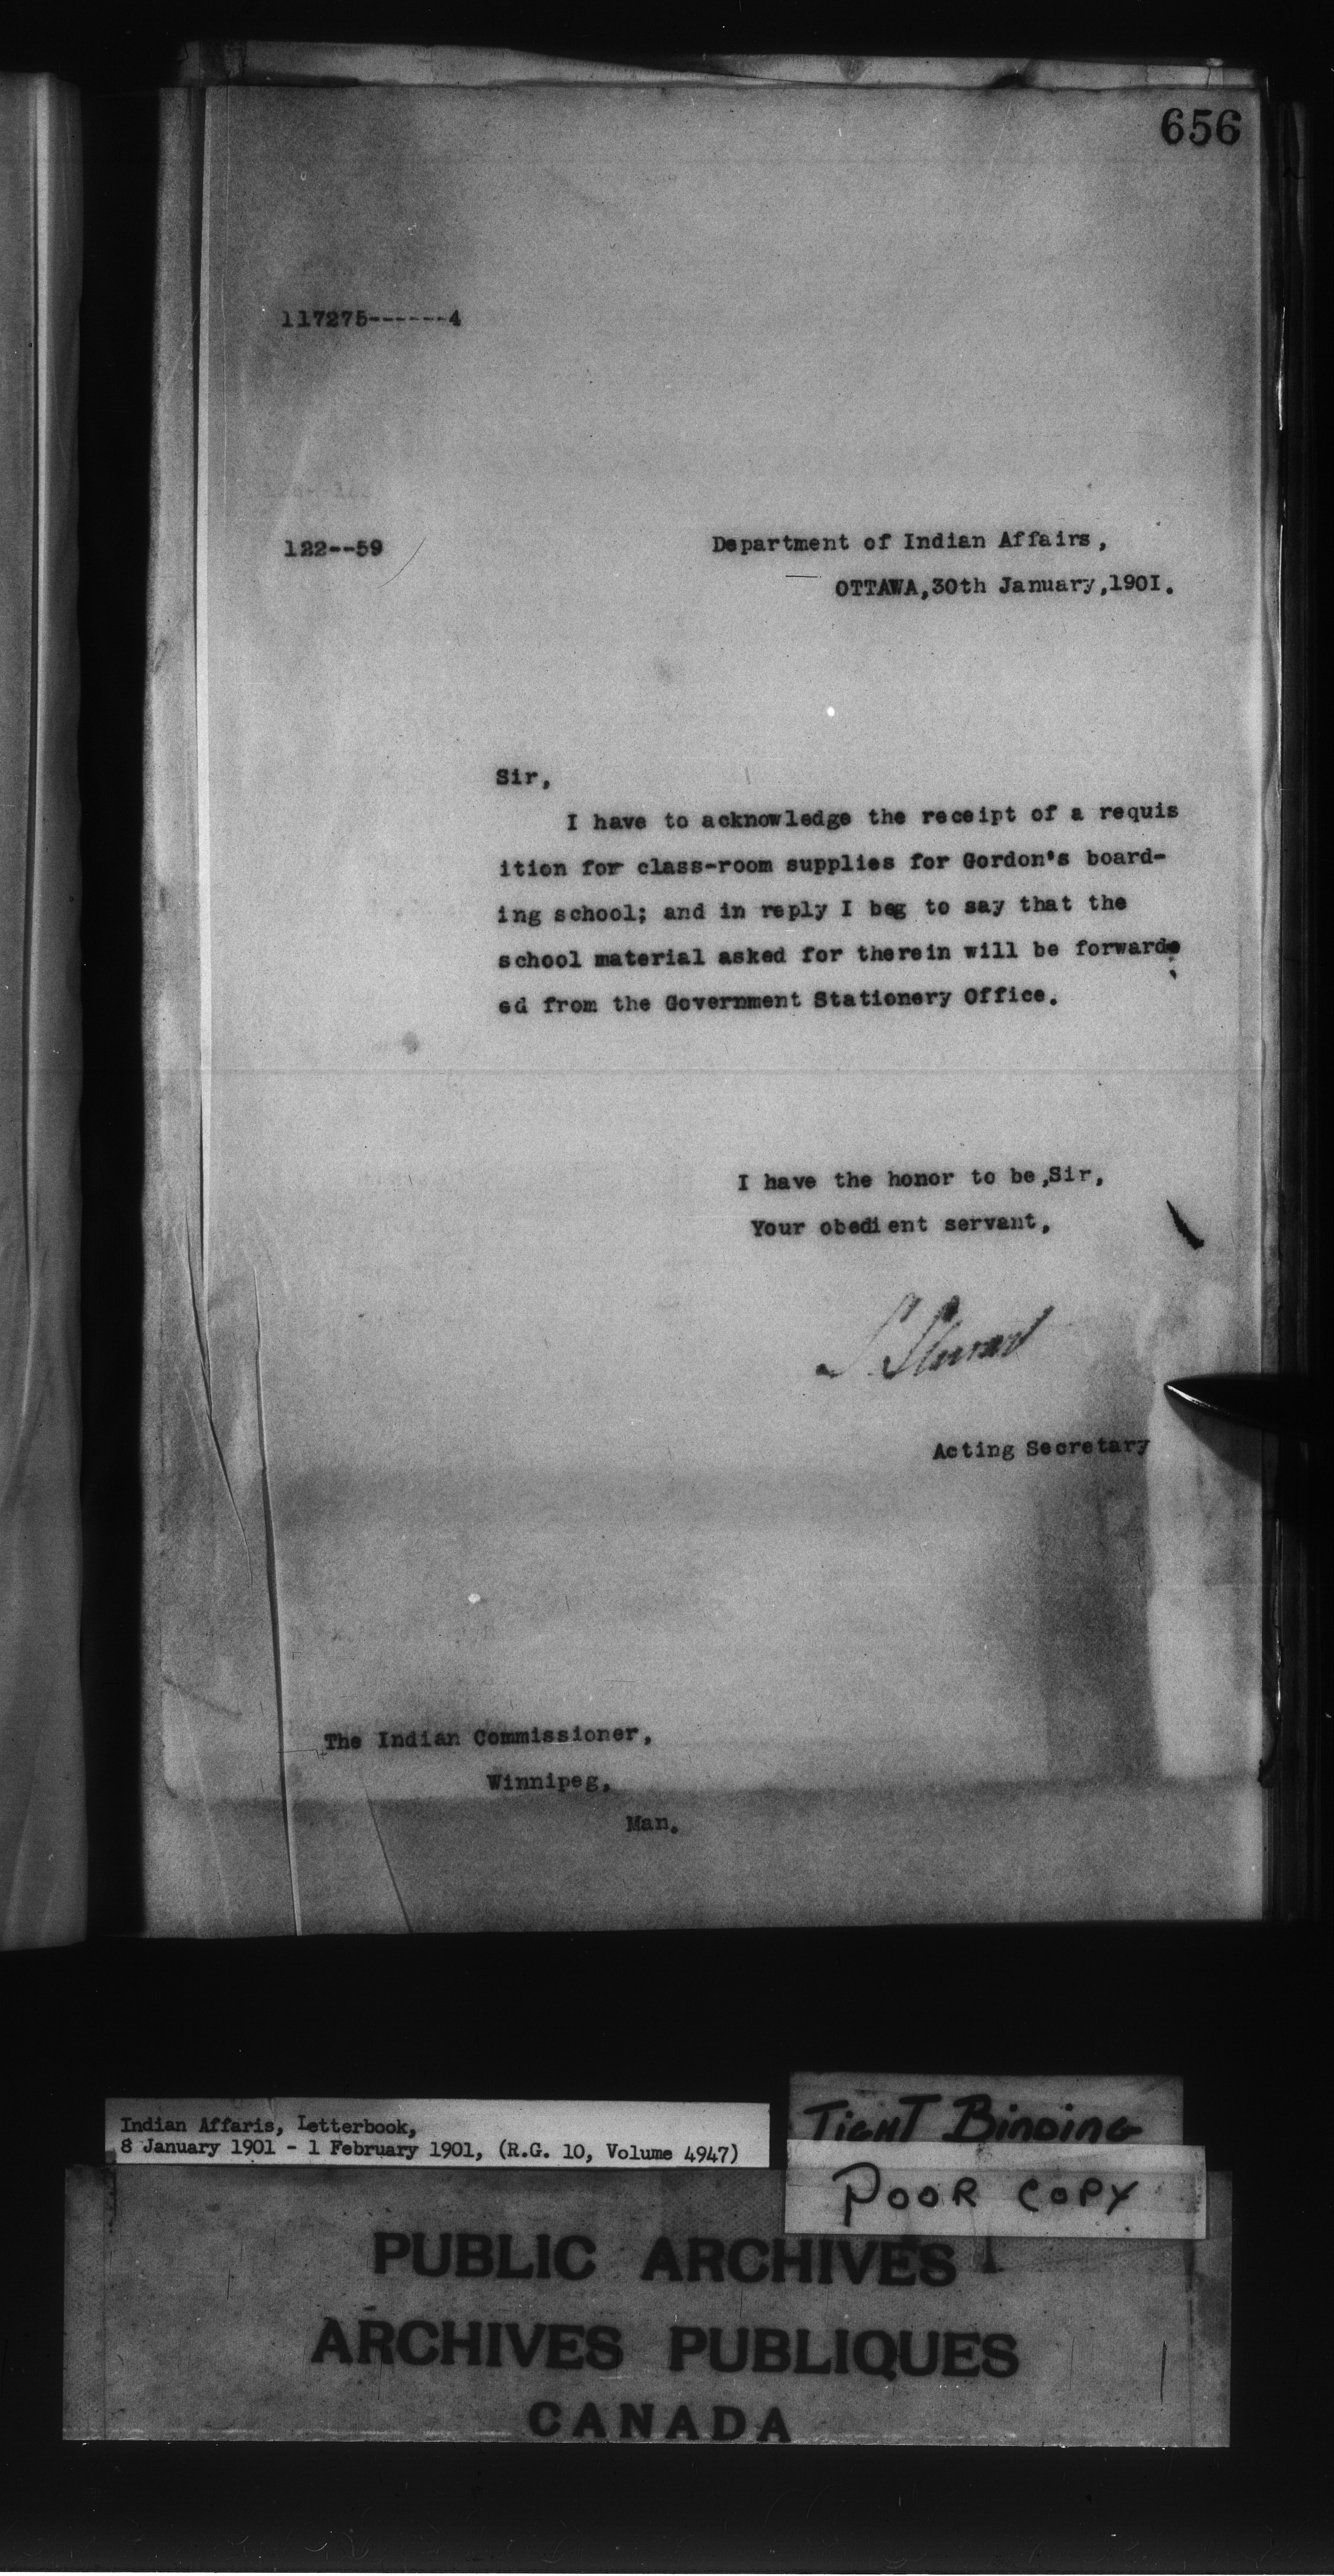 656
117275------4
122--59
Department of Indian Affairs,
OTTAWA,30th January,1901.
Sir,
I have to acknowledge the receipt of a requis
ition for class-room supplies for Gordon's board-
ing school; and in reply I beg to say that the
school material asked for therein will be forwarde
ed from the Government Stationery Office.
I have the honor to be,Sir,
Your obedient servant,
S. Stewart
Acting Secretary
The Indian Commissioner,
Winnipeg,
Man.
Indian Affaris, Letterbook,
8 January 1901 - 1 February 1901, (R.G. 10, Volume 4947)
TIGHT BINDING
POOR COPY
PUBLIC ARCHIVES
ARCHIVES PUBLIQUES
CANADA